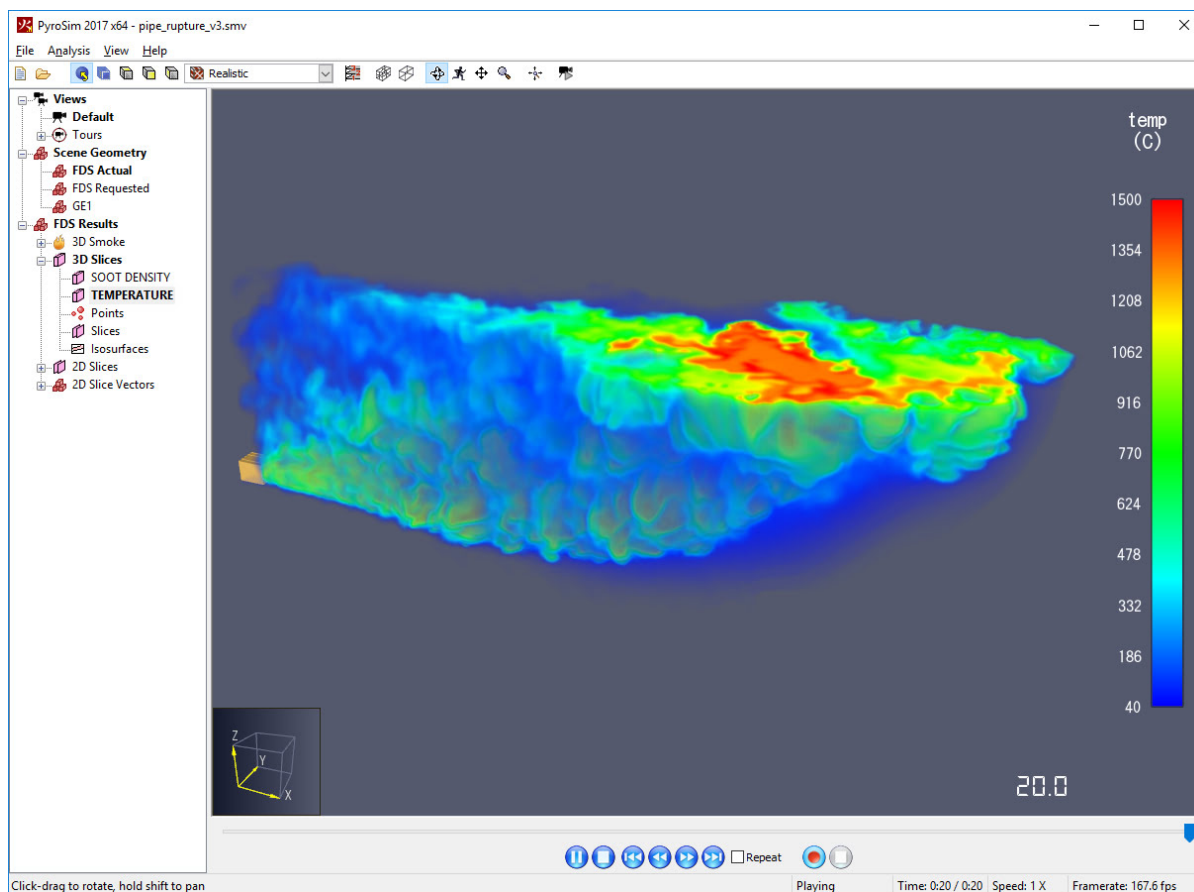 PyroSim 2017 x64 - pipe_rupture_v3.smv
File Analysis View Help
Realistic
Views
Default
Tours
Scene Geometry
FDS Actual
FDS Requested
GE1
FDS Results
3D Smoke
3D Slices
SOOT DENSITY
TEMPERATURE
Points
Slices
Isosurfaces
2D Slices
2D Slice Vectors
temp
(C)
1500
1354
1208
1062
916
770
624
478
332
186
40
Z
Y
X
20.0
Repeat
Click-drag to rotate, hold shift to pan Playing Time: 0:20 / 0:20 Speed: 1 X Framerate: 167.6 fps